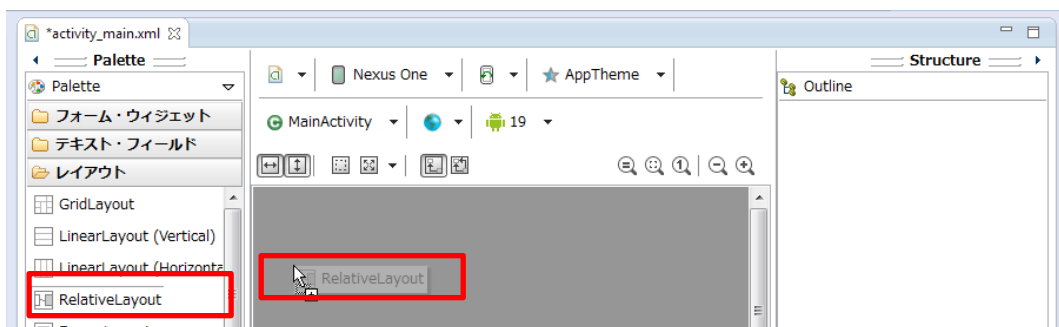 *activity_main.xml
Palette
Palette
フォーム・ウィジェット
テキスト・フィールド
レイアウト
GridLayout
LinearLayout (Vertical)
LinearLayout (Horizonta
RelativeLayout
Nexus One
AppTheme
MainActivity
19
RelativeLayout
Structure
Outline